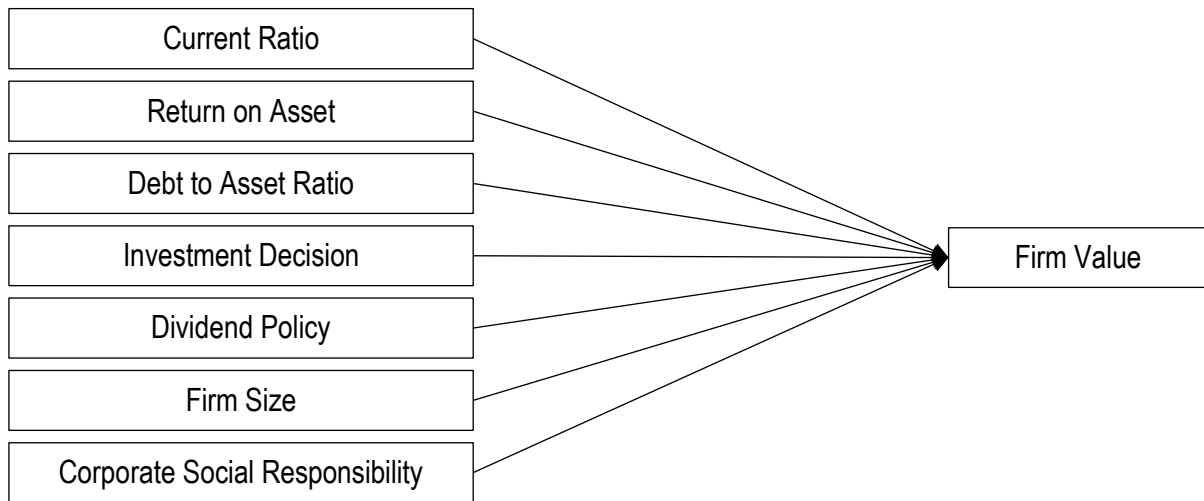 Current Ratio
Return on Asset
Debt to Asset Ratio
Investment Decision
Firm Value
Dividend Policy
Firm Size
Corporate Social Responsibility